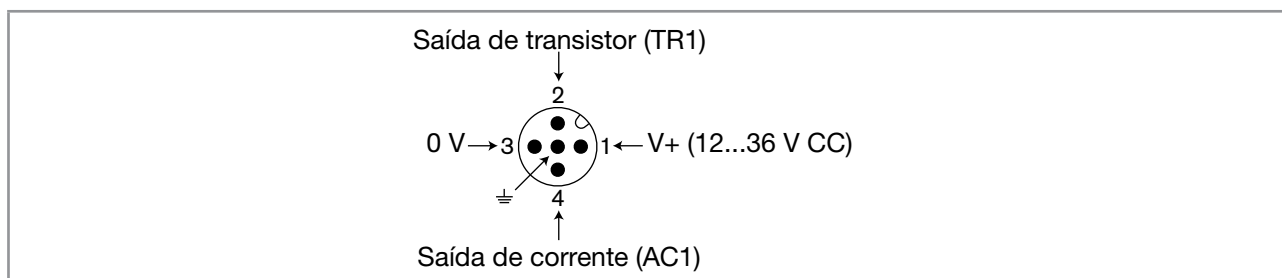 Saída de transistor (TR1)
2
0 V 3 1 V+ (12...36 V CC)
4
Saída de corrente (AC1)